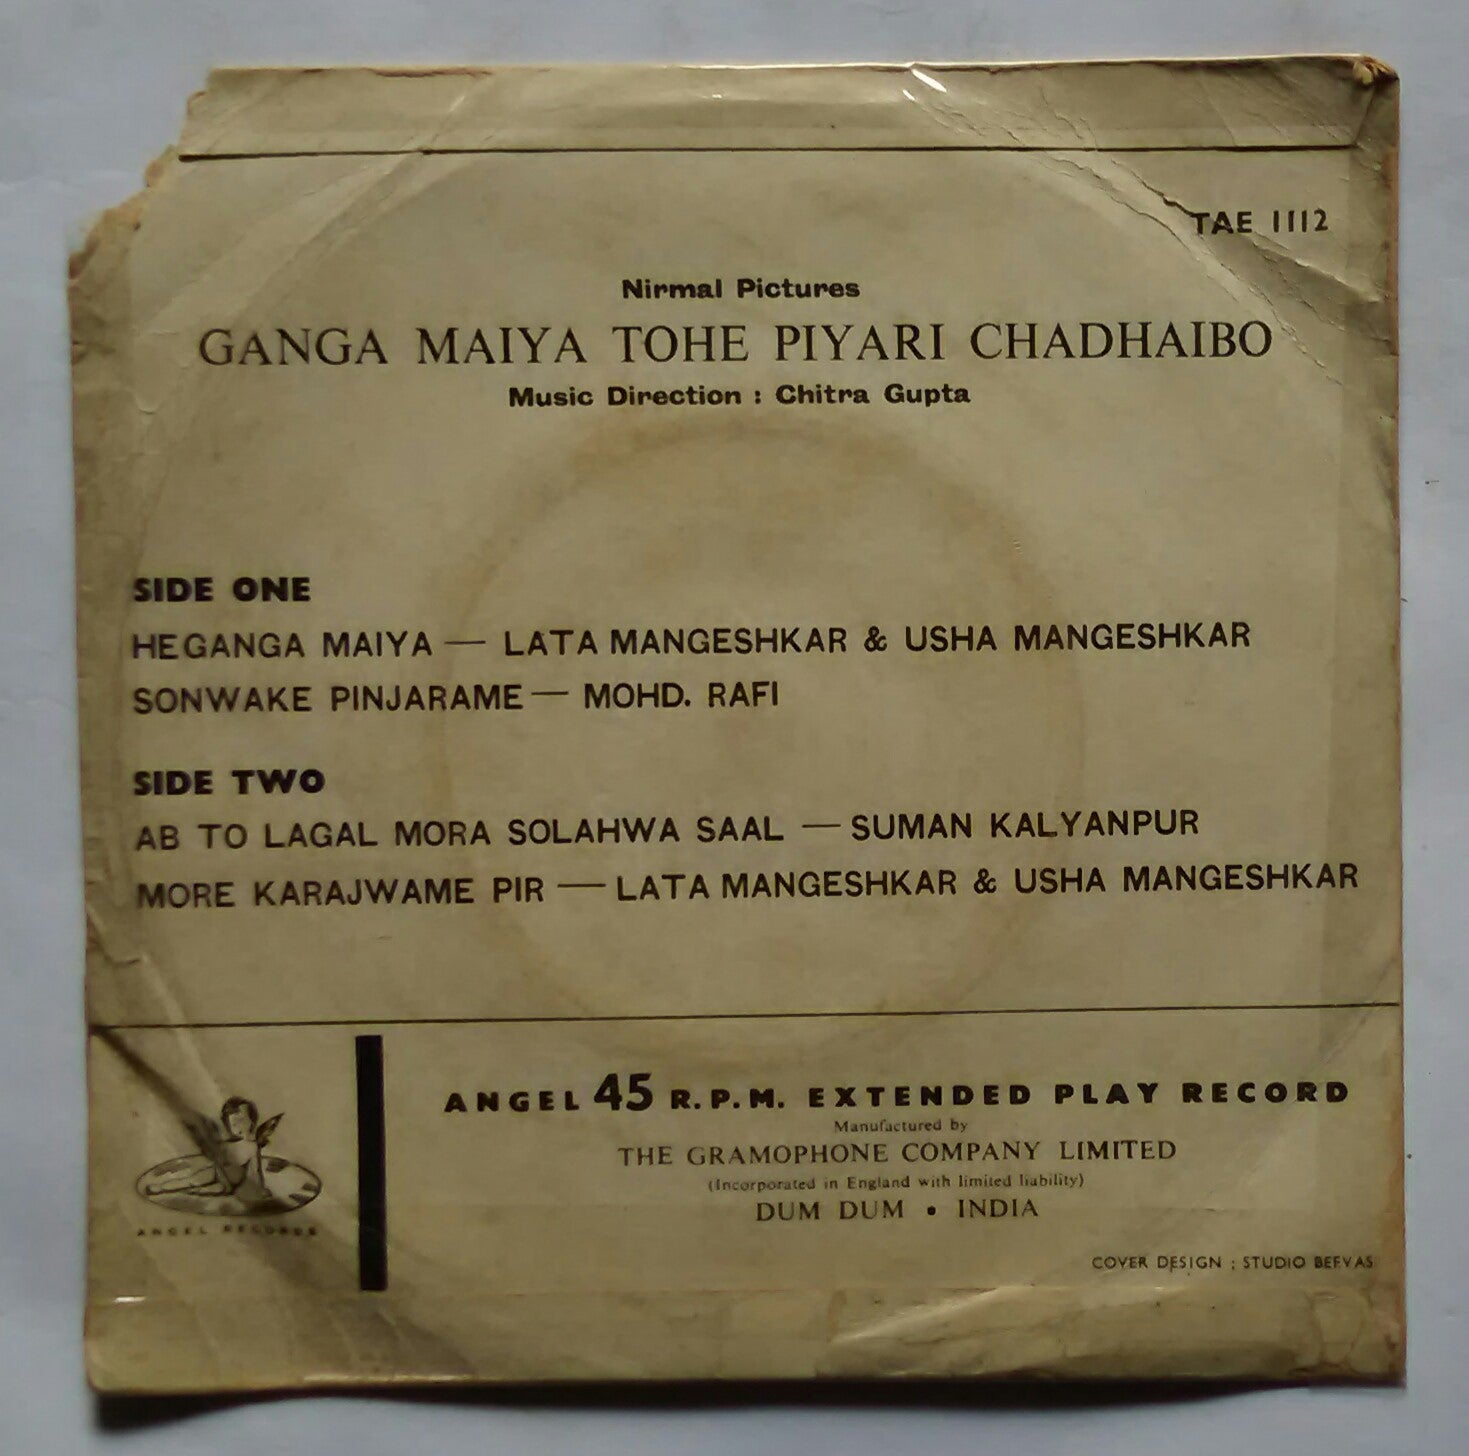 TAE 1112
Nirmal Pictures
GANGA MAIYA TOHE PIYARI CHADHAIBO
Music Direction : Chitra Gupta
SIDE ONE
HEGANGA MAIYA — LATA MANGESHKAR & USHA MANGESHKAR
SONWAKE PINJARAME — MOHD. RAFI
SIDE TWO
AB TO LAGAL MORA SOLAHWA SAAL — SUMAN KALYANPUR
MORE KARAJWAME PIR — LATA MANGESHKAR & USHA MANGESHKAR
ANGEL 45 R.P.M. EXTENDED PLAY RECORD
Manufactured by
THE GRAMOPHONE COMPANY LIMITED
(Incorporated in England with limited liability)
DUM DUM • INDIA
ANGEL RECORDS
COVER DESIGN : STUDIO BEEVAS